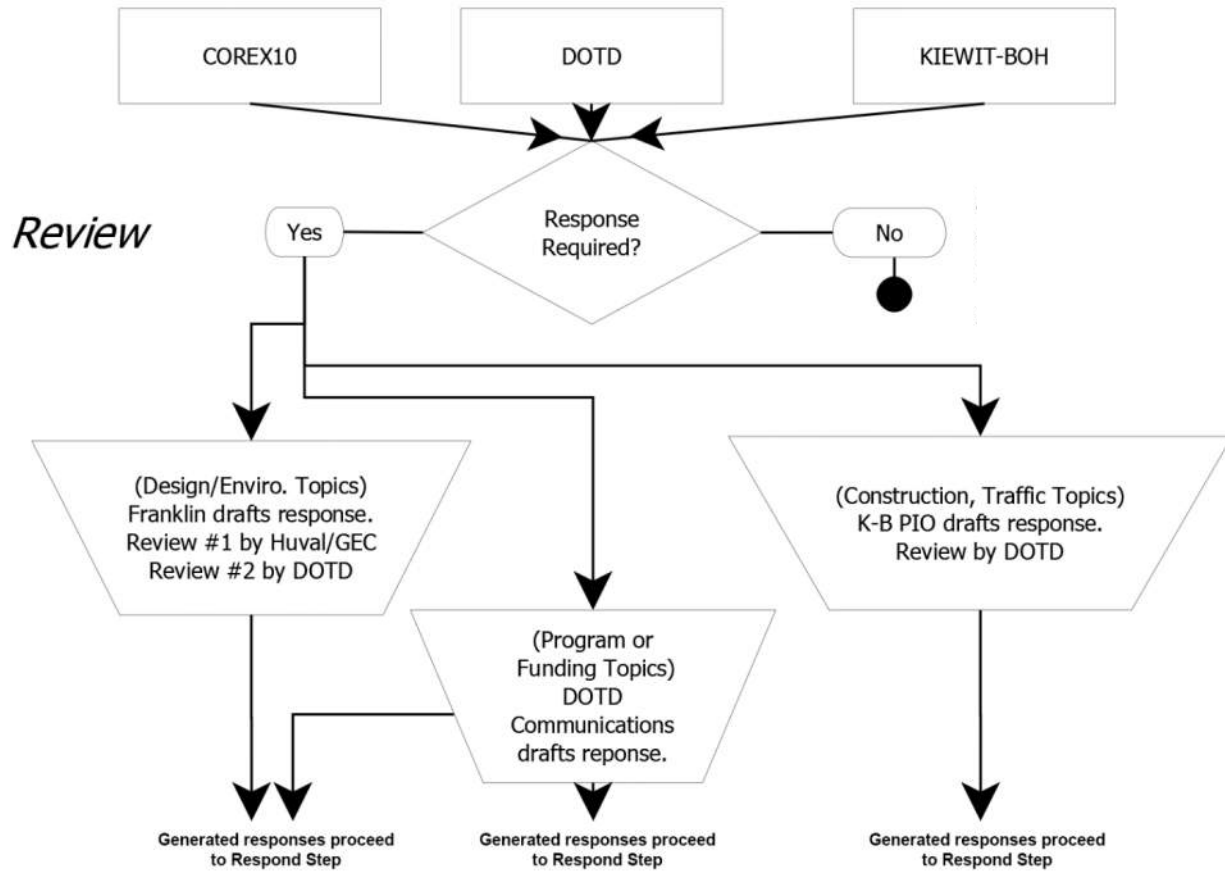 COREX10
DOTD
KIEWIT-BOH
Review
Yes
Response
Required?
No
(Design/Enviro. Topics)
Franklin drafts response.
Review #1 by Huval/GEC
Review #2 by DOTD
(Program or
Funding Topics)
DOTD
Communications
drafts reponse.
(Construction, Traffic Topics)
K-B PIO drafts response.
Review by DOTD
Generated responses proceed
to Respond Step
Generated responses proceed
to Respond Step
Generated responses proceed
to Respond Step